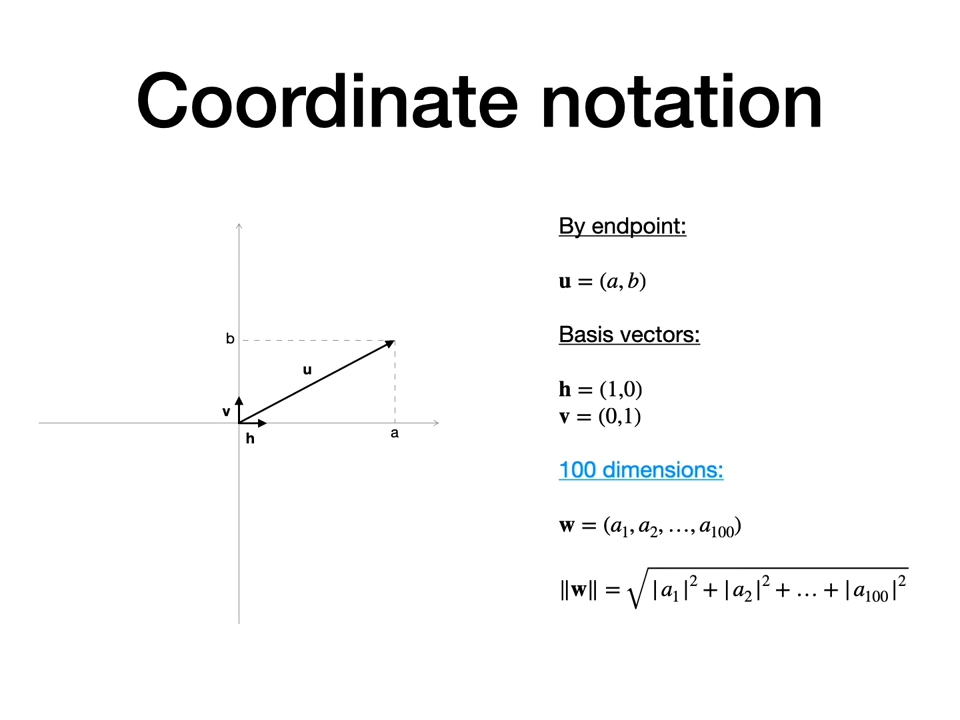 Coordinate notation
By endpoint:
u = (a, b)
Basis vectors:
h = (1,0)
v = (0,1)
100 dimensions:
w = (a₁, a₂, …, a₁₀₀)
‖w‖ = √(|a₁|² + |a₂|² + … + |a₁₀₀|²)
b
u
v
h
a